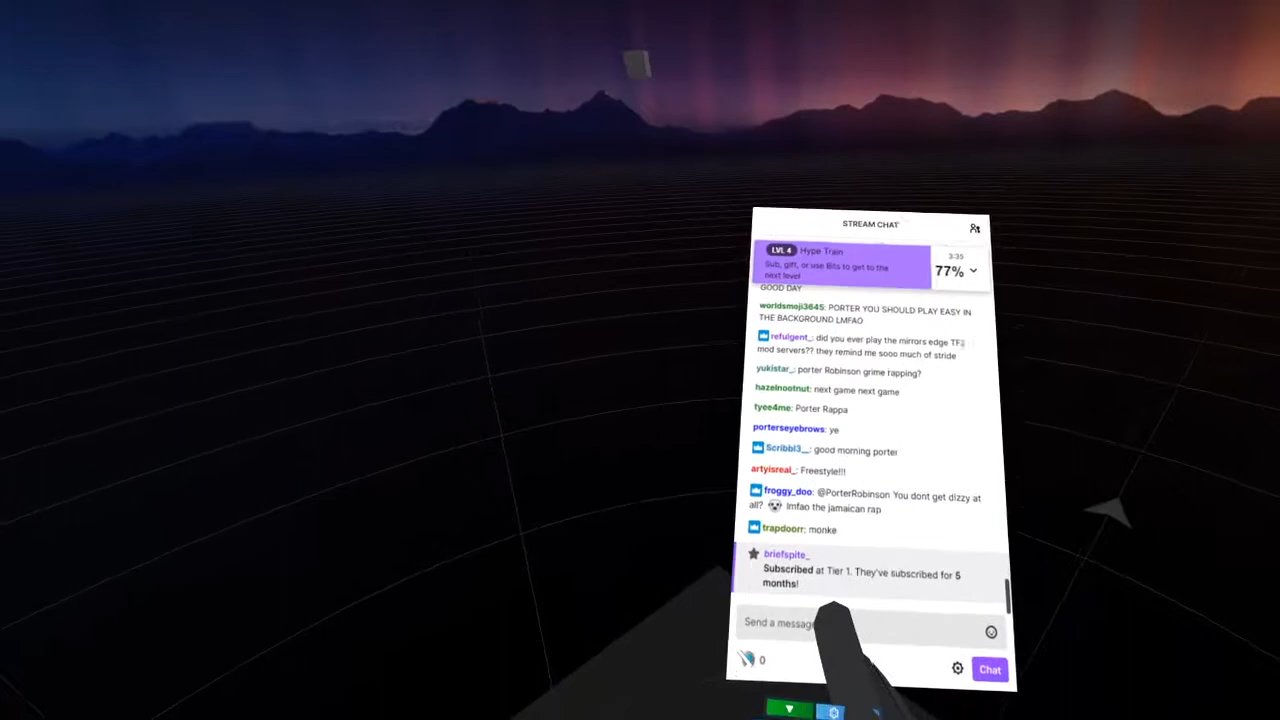 STREAM CHAT
LVL 4 Hype Train
Sub, gift, or use Bits to get to the
next level
3:35
77%
GOOD DAY
worldsmoji3645: PORTER YOU SHOULD PLAY EASY IN
THE BACKGROUND LMFAO
refulgent_: did you ever play the mirrors edge TF2
mod servers?? they remind me sooo much of stride
yukistar_: porter Robinson grime rapping?
hazelnootnut: next game next game
tyee4me: Porter Rappa
porterseyebrows: ye
Scribbl3__: good morning porter
artyisreal_: Freestyle!!!
froggy_doo: @PorterRobinson You dont get dizzy at
all? lmfao the jamaican rap
trapdoorr: monke
briefspite_
Subscribed at Tier 1. They've subscribed for 5
months!
Send a messag
0
Chat